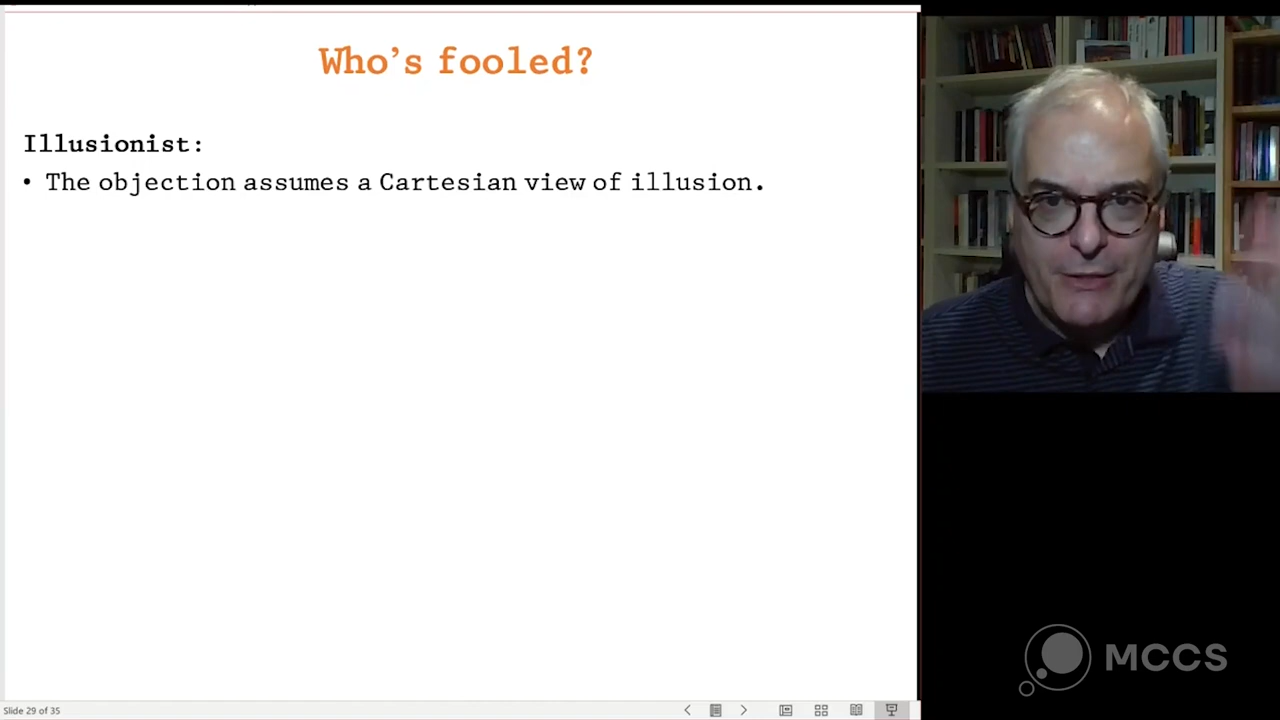 Who’s fooled?
Illusionist:
• The objection assumes a Cartesian view of illusion.
MCCS
Slide 29 of 35